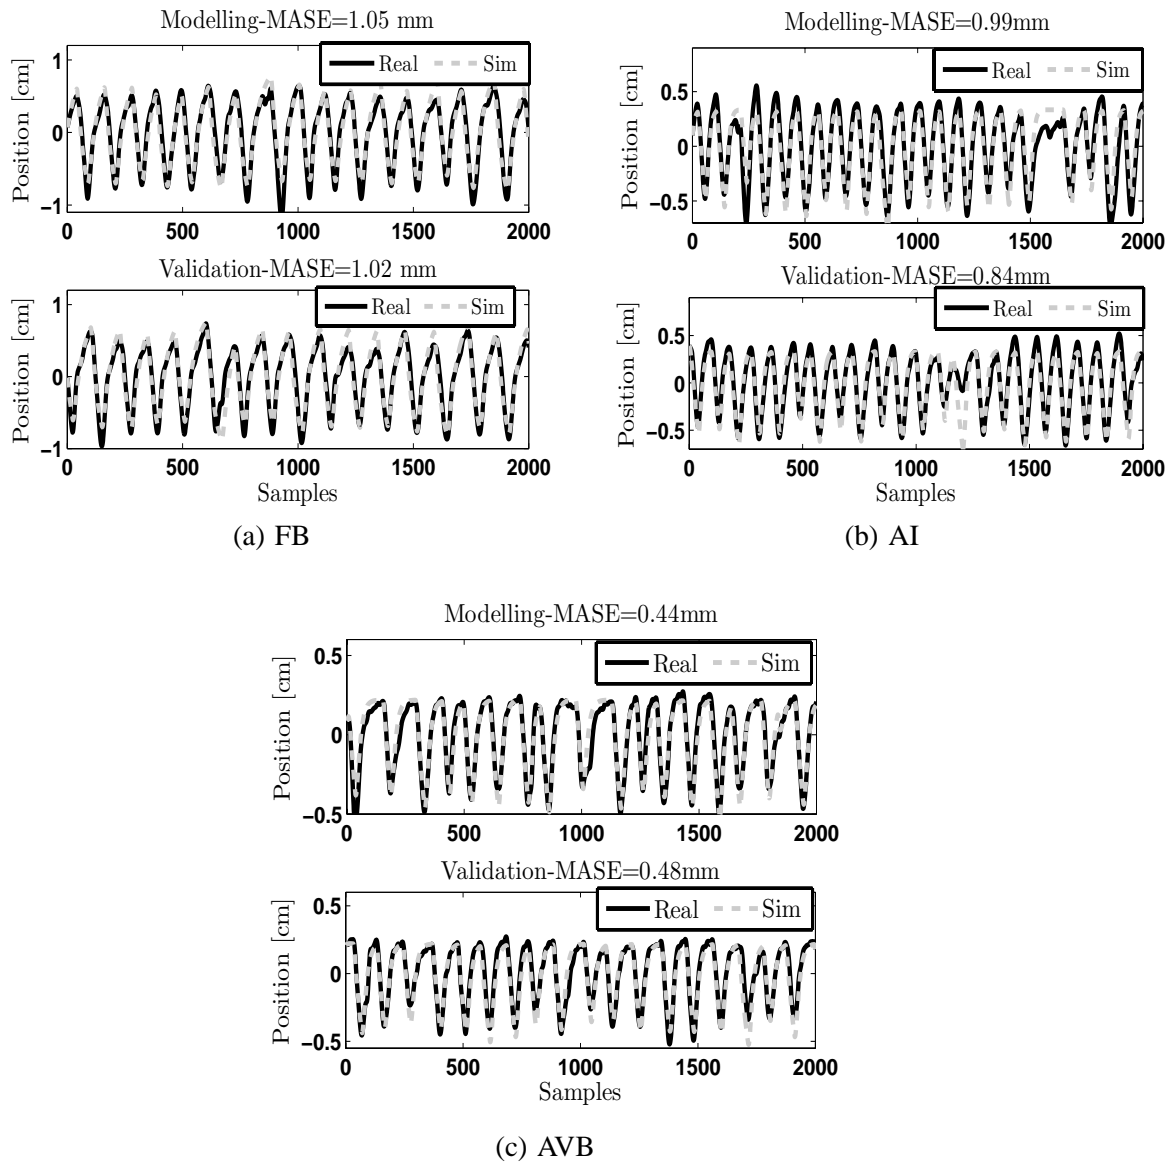 Modelling-MASE=1.05 mm
Position [cm]
1
0
−1
Real Sim
0 500 1000 1500 2000
Validation-MASE=1.02 mm
Position [cm]
1
0
−1
Real Sim
0 500 1000 1500 2000
Samples
(a) FB
Modelling-MASE=0.99mm
Position [cm]
0.5
0
−0.5
Real Sim
0 500 1000 1500 2000
Validation-MASE=0.84mm
Position [cm]
0.5
0
−0.5
Real Sim
0 500 1000 1500 2000
Samples
(b) AI
Modelling-MASE=0.44mm
Position [cm]
0.5
0
−0.5
Real Sim
0 500 1000 1500 2000
Validation-MASE=0.48mm
Position [cm]
0.5
0
−0.5
Real Sim
0 500 1000 1500 2000
Samples
(c) AVB